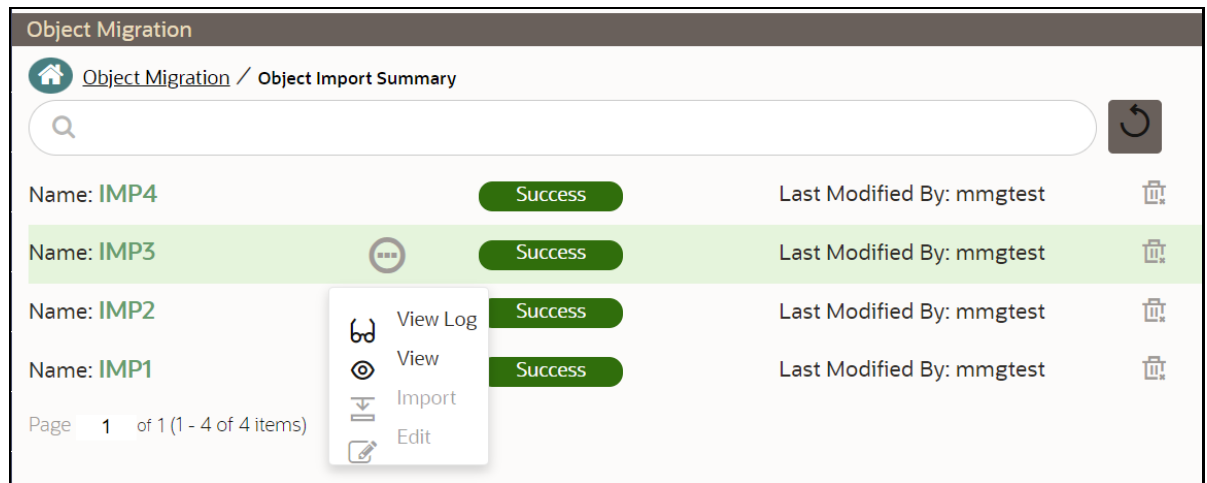 Object Migration
Object Migration / Object Import Summary
Name: IMP4 Success Last Modified By: mmgtest
Name: IMP3 Success Last Modified By: mmgtest
Name: IMP2 Success Last Modified By: mmgtest
View Log
View
Name: IMP1 Success Last Modified By: mmgtest
Import
Page 1 of 1 (1 - 4 of 4 items)
Edit